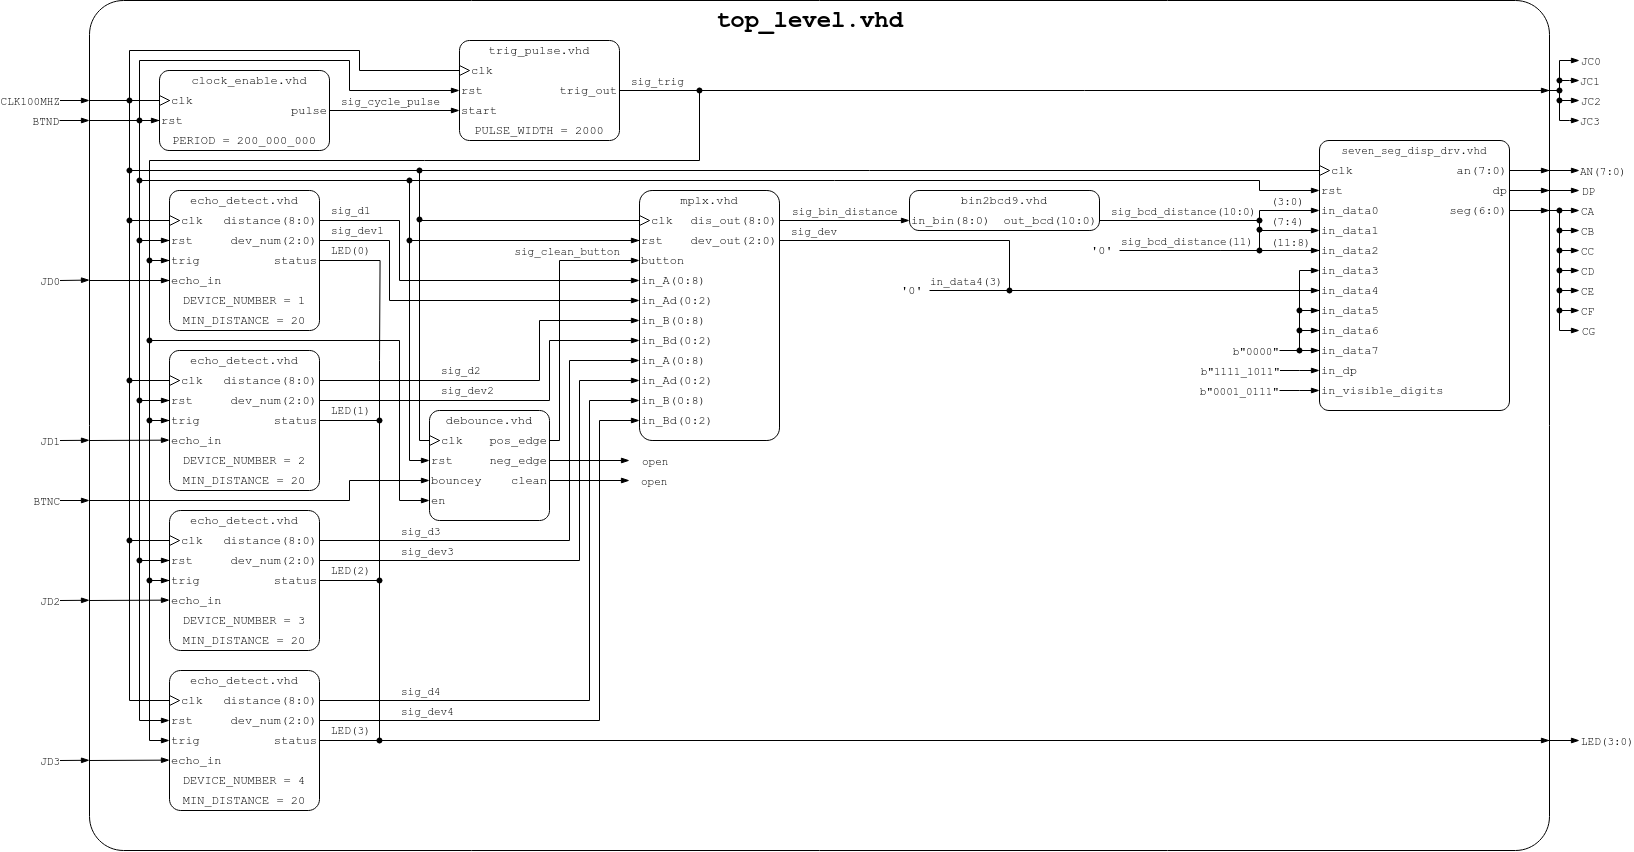 top_level.vhd
CLK100MHZ
BTND
JD0
JD1
BTNC
JD2
JD3
clock_enable.vhd
clk
pulse
rst
PERIOD = 200_000_000
sig_cycle_pulse
trig_pulse.vhd
clk
rst
trig_out
start
PULSE_WIDTH = 2000
sig_trig
echo_detect.vhd
clk distance(8:0)
rst dev_num(2:0)
trig status
echo_in
DEVICE_NUMBER = 1
MIN_DISTANCE = 20
sig_d1
sig_dev1
LED(0)
echo_detect.vhd
clk distance(8:0)
rst dev_num(2:0)
trig status
echo_in
DEVICE_NUMBER = 2
MIN_DISTANCE = 20
sig_d2
sig_dev2
LED(1)
echo_detect.vhd
clk distance(8:0)
rst dev_num(2:0)
trig status
echo_in
DEVICE_NUMBER = 3
MIN_DISTANCE = 20
sig_d3
sig_dev3
LED(2)
echo_detect.vhd
clk distance(8:0)
rst dev_num(2:0)
trig status
echo_in
DEVICE_NUMBER = 4
MIN_DISTANCE = 20
sig_d4
sig_dev4
LED(3)
debounce.vhd
clk pos_edge
rst neg_edge
bouncey clean
en
open
open
sig_clean_button
mplx.vhd
clk dis_out(8:0)
rst dev_out(2:0)
button
in_A(0:8)
in_Ad(0:2)
in_B(0:8)
in_Bd(0:2)
in_A(0:8)
in_Ad(0:2)
in_B(0:8)
in_Bd(0:2)
sig_bin_distance
sig_dev
bin2bcd9.vhd
in_bin(8:0) out_bcd(10:0)
sig_bcd_distance(10:0)
'0' sig_bcd_distance(11)
'0' in_data4(3)
(3:0)
(7:4)
(11:8)
b"0000"
b"1111_1011"
b"0001_0111"
seven_seg_disp_drv.vhd
clk an(7:0)
rst dp
in_data0 seg(6:0)
in_data1
in_data2
in_data3
in_data4
in_data5
in_data6
in_data7
in_dp
in_visible_digits
JC0
JC1
JC2
JC3
AN(7:0)
DP
CA
CB
CC
CD
CE
CF
CG
LED(3:0)